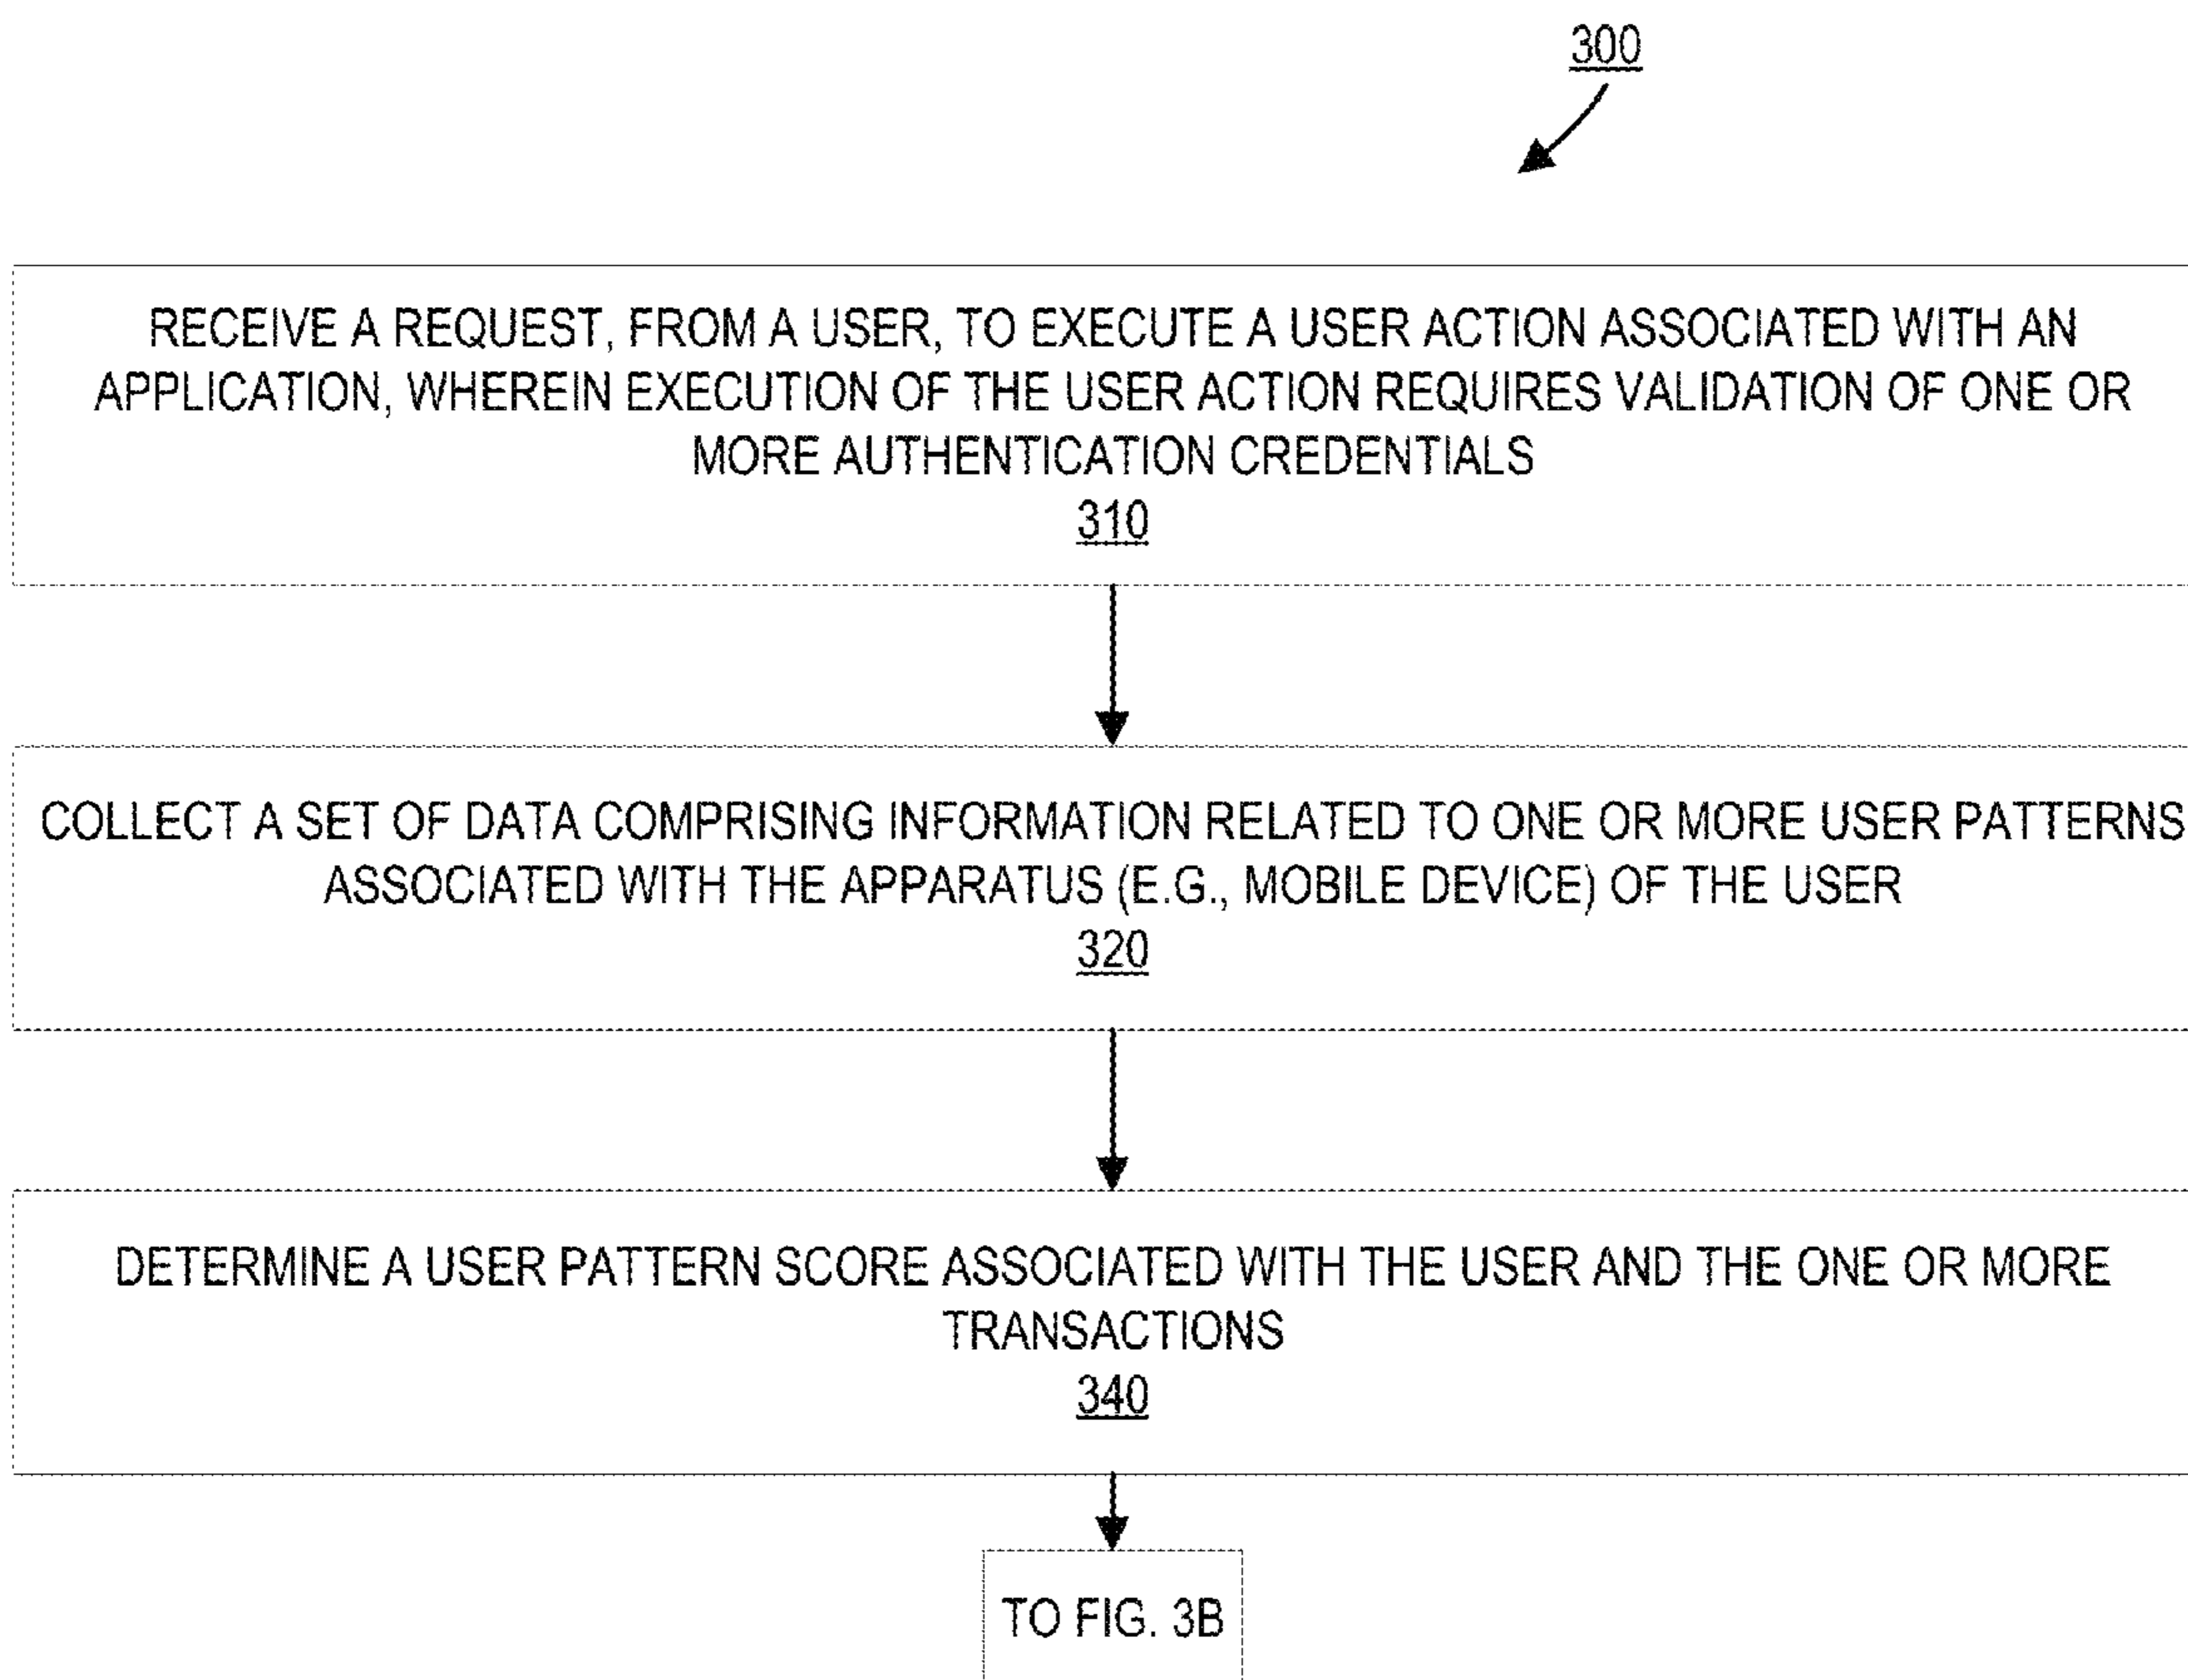 300
RECEIVE A REQUEST, FROM A USER, TO EXECUTE A USER ACTION ASSOCIATED WITH AN
APPLICATION, WHEREIN EXECUTION OF THE USER ACTION REQUIRES VALIDATION OF ONE OR
MORE AUTHENTICATION CREDENTIALS
310
COLLECT A SET OF DATA COMPRISING INFORMATION RELATED TO ONE OR MORE USER PATTERNS
ASSOCIATED WITH THE APPARATUS (E.G., MOBILE DEVICE) OF THE USER
320
DETERMINE A USER PATTERN SCORE ASSOCIATED WITH THE USER AND THE ONE OR MORE
TRANSACTIONS
340
TO FIG. 3B